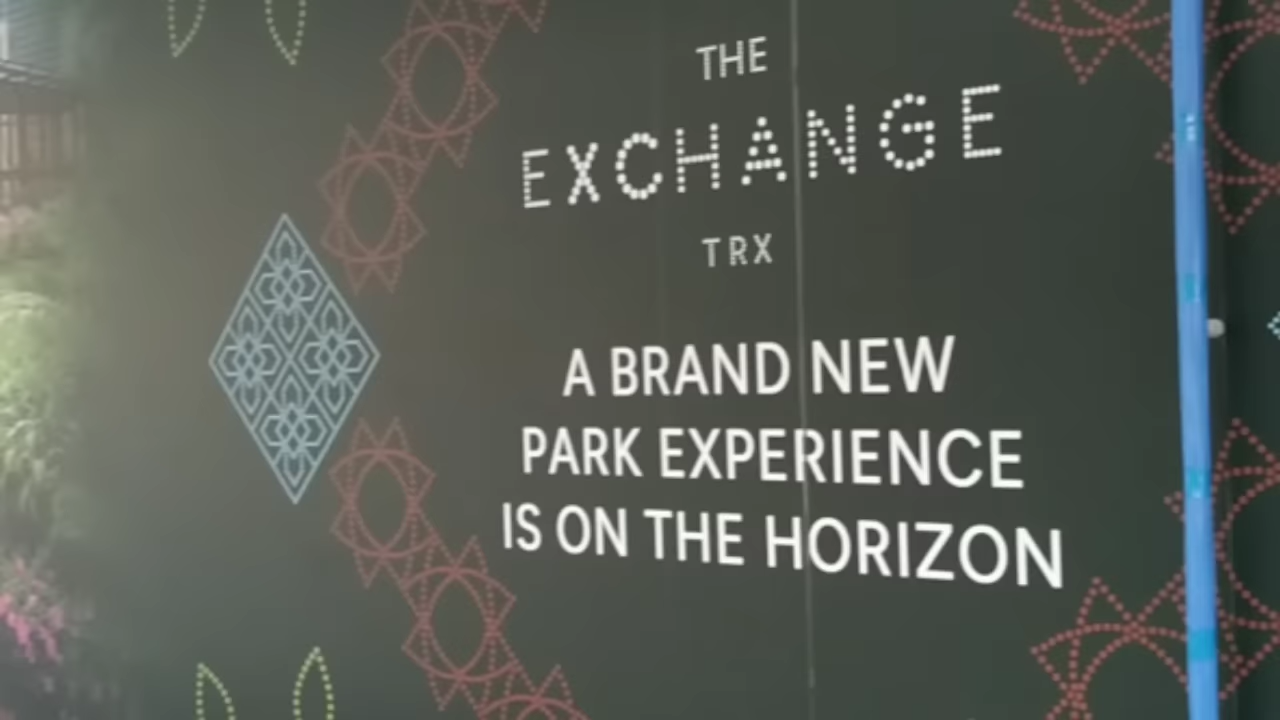 THE
EXCHANGE
TRX
A BRAND NEW
PARK EXPERIENCE
IS ON THE HORIZON